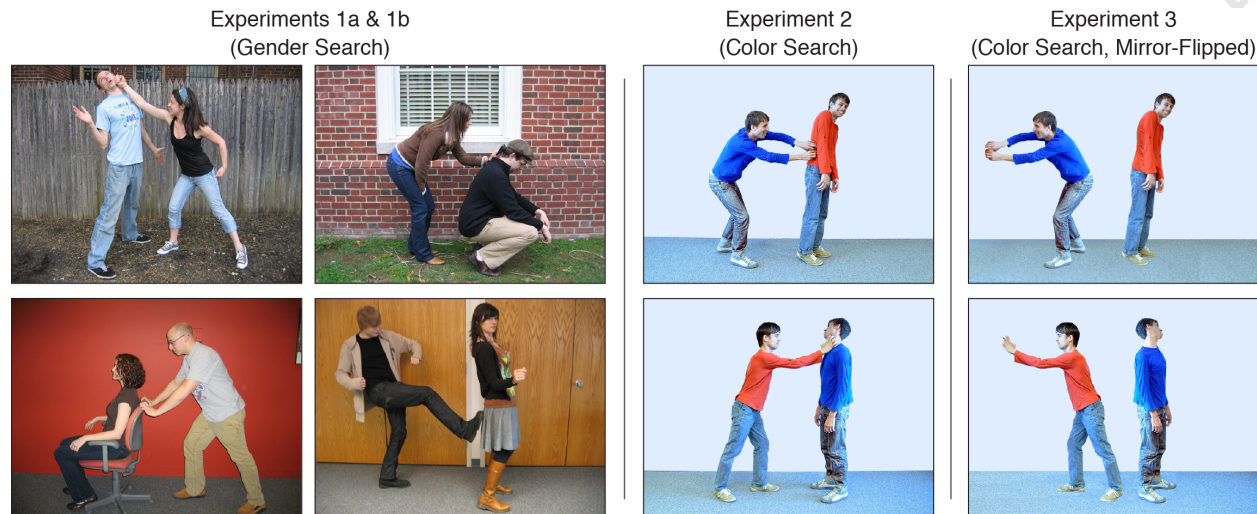 Experiments 1a & 1b
(Gender Search)
Experiment 2
(Color Search)
Experiment 3
(Color Search, Mirror-Flipped)